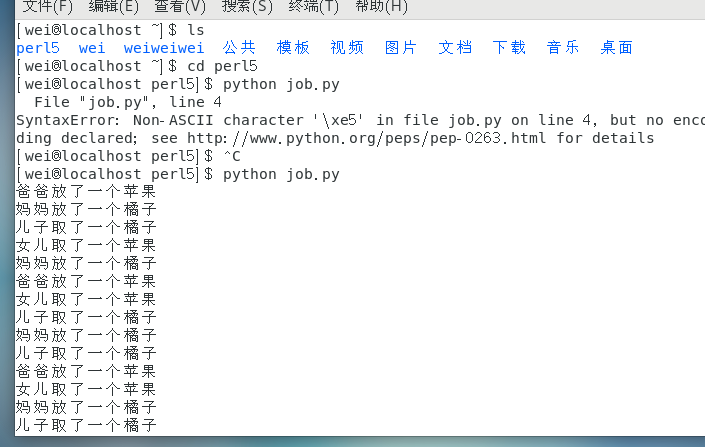 文件(F) 编辑(E) 查看(V) 搜索(S) 终端(T) 帮助(H)
[wei@localhost ~]$ ls
perl5 wei weiweiwei 公共 模板 视频 图片 文档 下载 音乐 桌面
[wei@localhost ~]$ cd perl5
[wei@localhost perl5]$ python job.py
File "job.py", line 4
SyntaxError: Non-ASCII character '\xe5' in file job.py on line 4, but no enco
ding declared; see http://www.python.org/peps/pep-0263.html for details
[wei@localhost perl5]$ ^C
[wei@localhost perl5]$ python job.py
爸爸放了一个苹果
妈妈放了一个橘子
儿子取了一个橘子
女儿取了一个苹果
妈妈放了一个橘子
爸爸放了一个苹果
女儿取了一个苹果
儿子取了一个橘子
妈妈放了一个橘子
儿子取了一个橘子
爸爸放了一个苹果
女儿取了一个苹果
妈妈放了一个橘子
儿子取了一个橘子